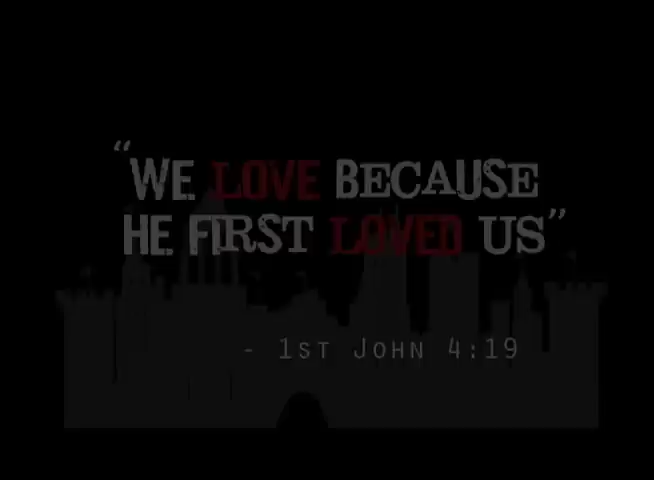 “WE LOVE BECAUSE
HE FIRST LOVED US”
- 1ST JOHN 4:19